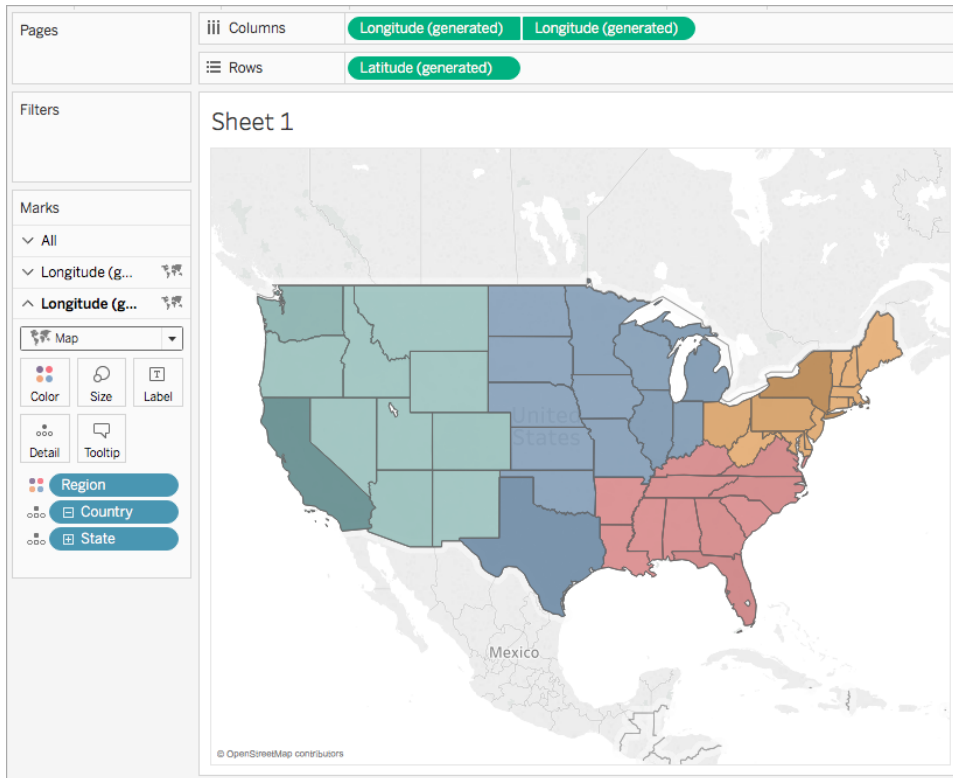 Pages
Columns
Longitude (generated) Longitude (generated)
Rows
Latitude (generated)
Filters
Sheet 1
Marks
All
Longitude (g...
Longitude (g...
Map
Color Size Label
Detail Tooltip
Region
Country
State
United
States
Mexico
© OpenStreetMap contributors